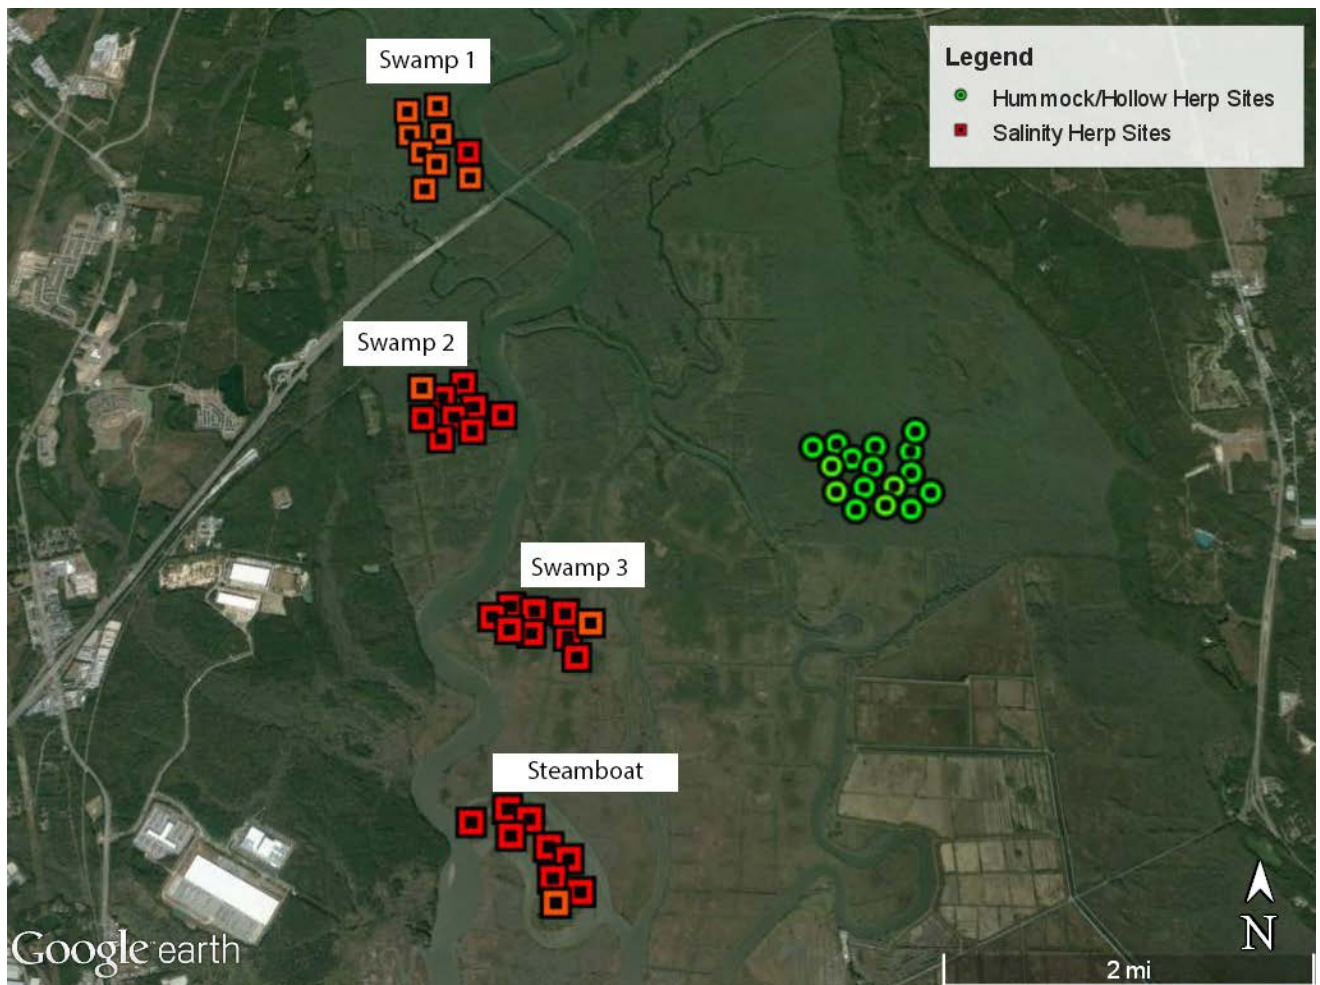 Swamp 1
Legend
Hummock/Hollow Herp Sites
Salinity Herp Sites
Swamp 2
Swamp 3
Steamboat
Google earth
N
2 mi